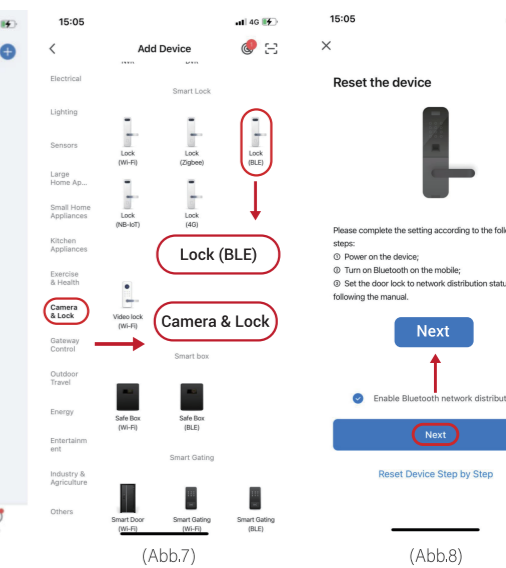 15:05
4G
Add Device
NVR
DVR
Electrical
Smart Lock
Lighting
Sensors
Lock
(Wi-Fi)
Lock
(Zigbee)
Lock
(BLE)
Large
Home Ap...
Small Home
Appliances
Lock
(NB-IoT)
Lock
(4G)
Kitchen
Appliances
Lock (BLE)
Exercise
& Health
Camera
& Lock
Video lock
(Wi-Fi)
Camera & Lock
Gateway
Control
Smart box
Outdoor
Travel
Energy
Safe Box
(Wi-Fi)
Safe Box
(BLE)
Entertainm
ent
Smart Gating
Industry &
Agriculture
Others
Smart Door
(Wi-Fi)
Smart Gating
(Wi-Fi)
Smart Gating
(BLE)
(Abb.7)
15:05
Reset the device
Please complete the setting according to the follo
steps:
① Power on the device;
② Turn on Bluetooth on the mobile;
③ Set the door lock to network distribution statu
following the manual.
Next
Enable Bluetooth network distribut
Next
Reset Device Step by Step
(Abb.8)